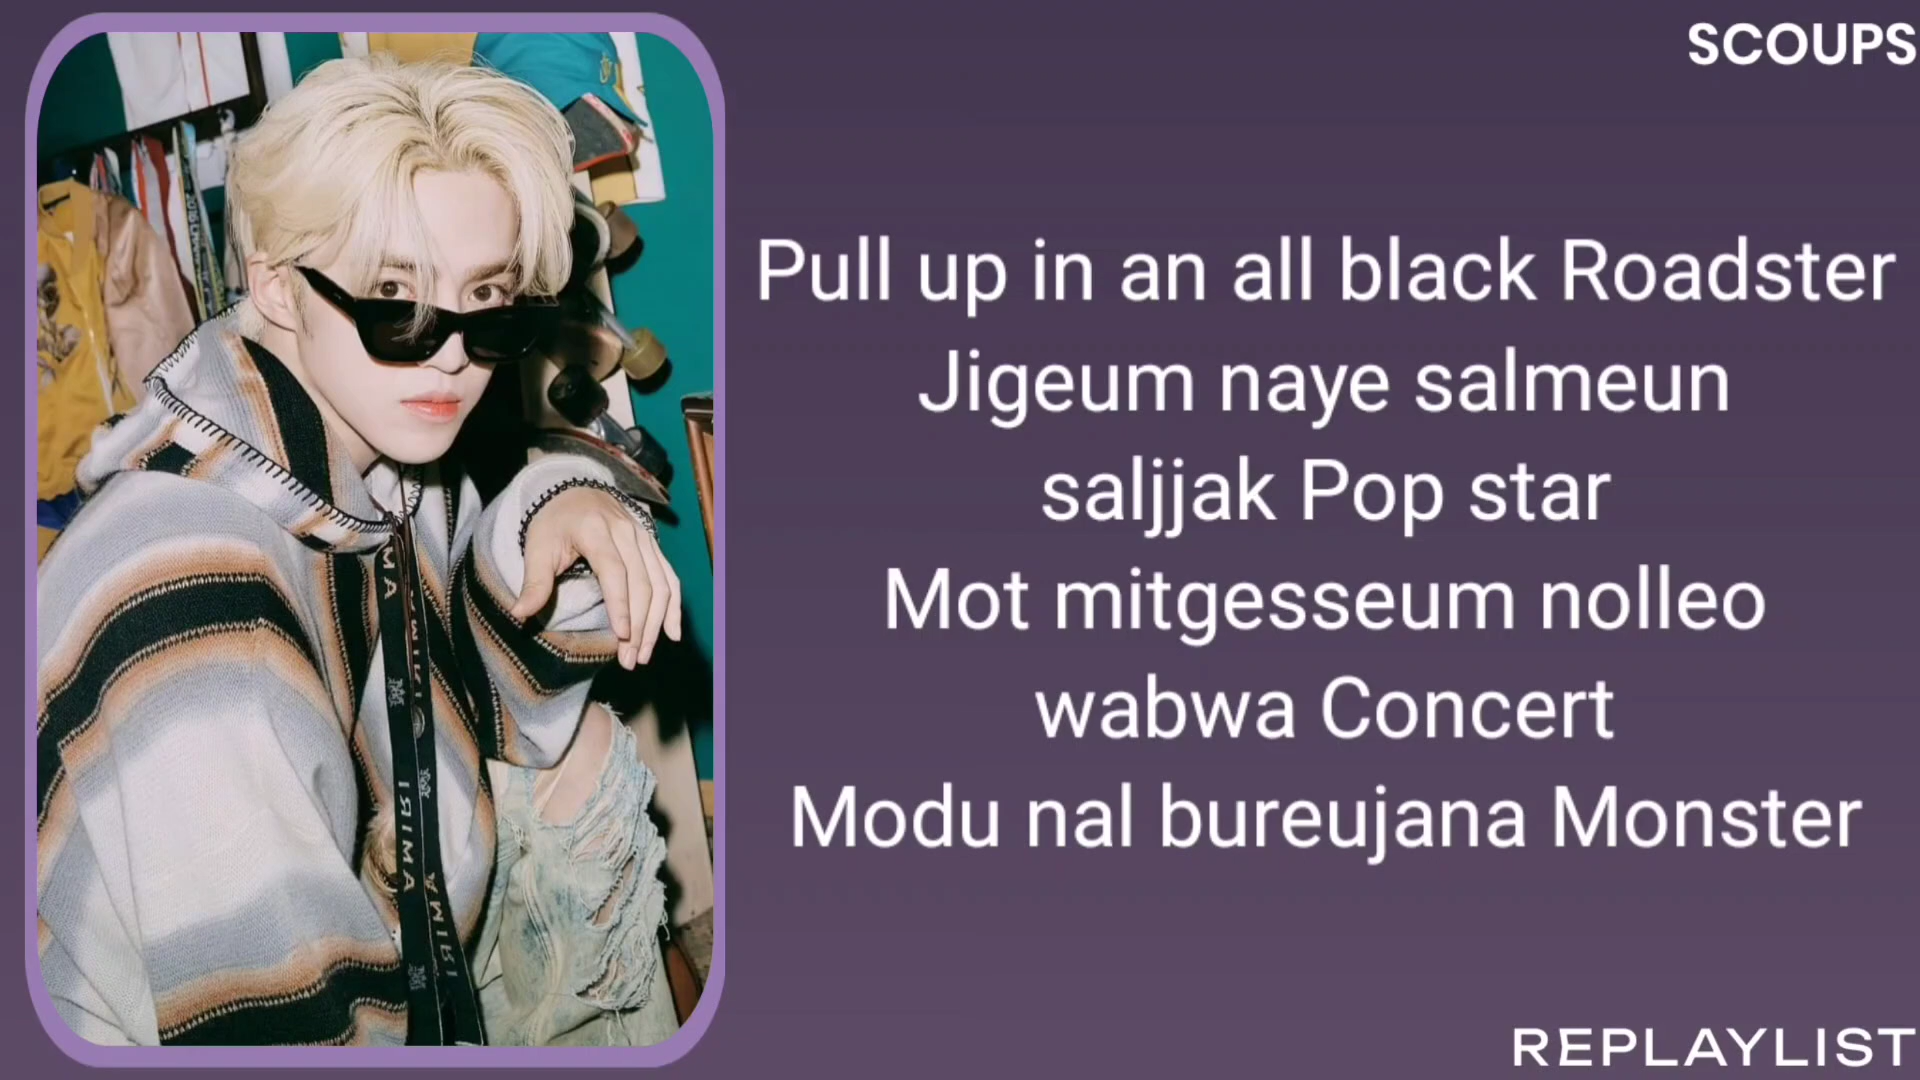 SCOUPS
Pull up in an all black Roadster
Jigeum naye salmeun
saljjak Pop star
Mot mitgesseum nolleo
wabwa Concert
Modu nal bureujana Monster
REPLAYLIST
AMIRI